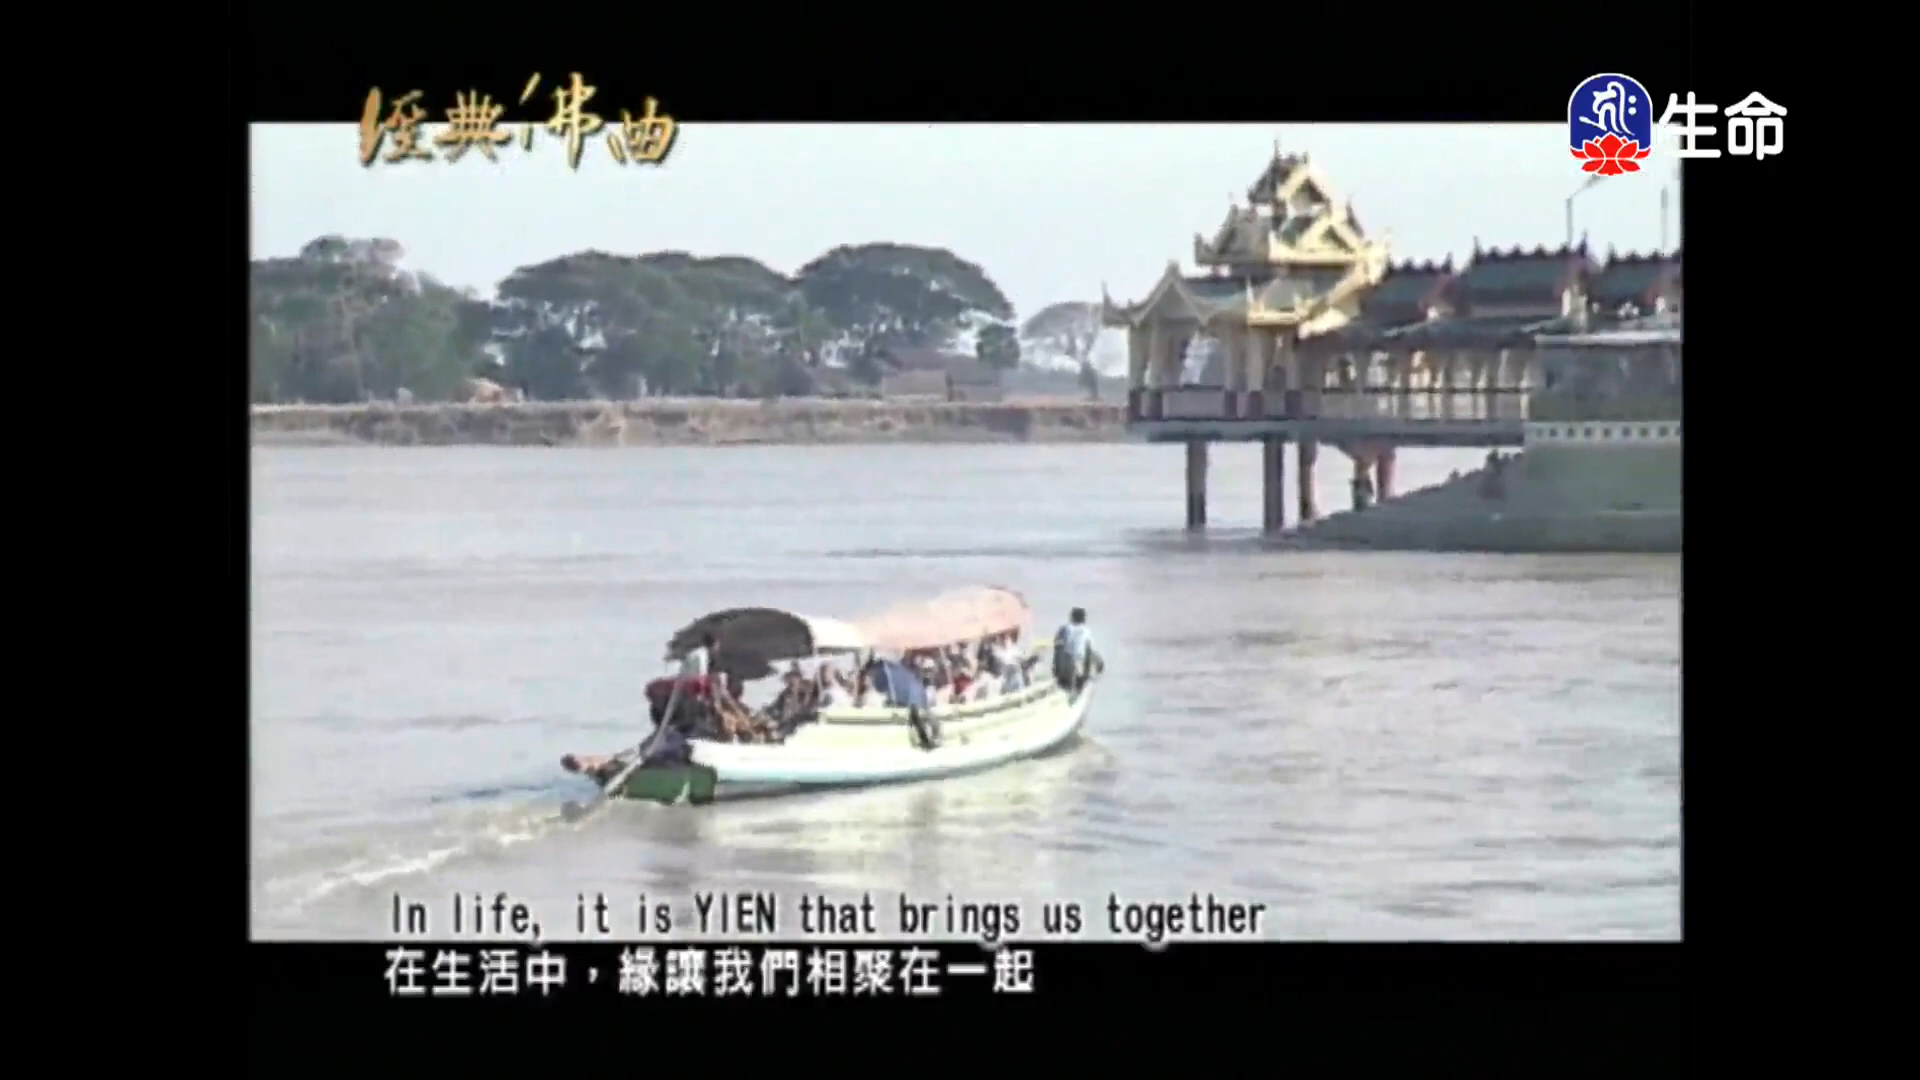 經典佛曲
生命
In life, it is YIEN that brings us together
在生活中，緣讓我們相聚在一起